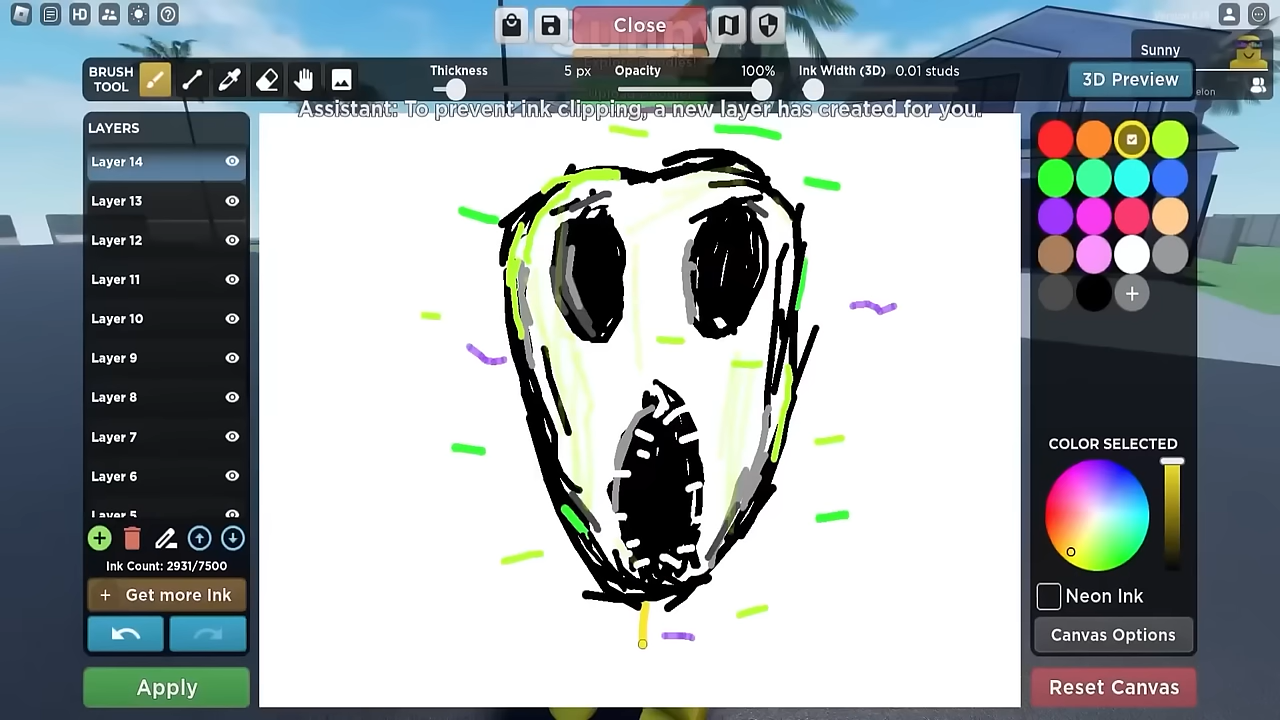 Close
Sunny
BRUSH
TOOL
Thickness
5 px
Opacity
100%
Ink Width (3D)
0.01 studs
3D Preview
elon
Assistant: To prevent ink clipping, a new layer has created for you.
LAYERS
Layer 14
Layer 13
Layer 12
Layer 11
Layer 10
Layer 9
Layer 8
Layer 7
Layer 6
Layer 5
Ink Count: 2931/7500
+ Get more Ink
Apply
COLOR SELECTED
Neon Ink
Canvas Options
Reset Canvas
HD